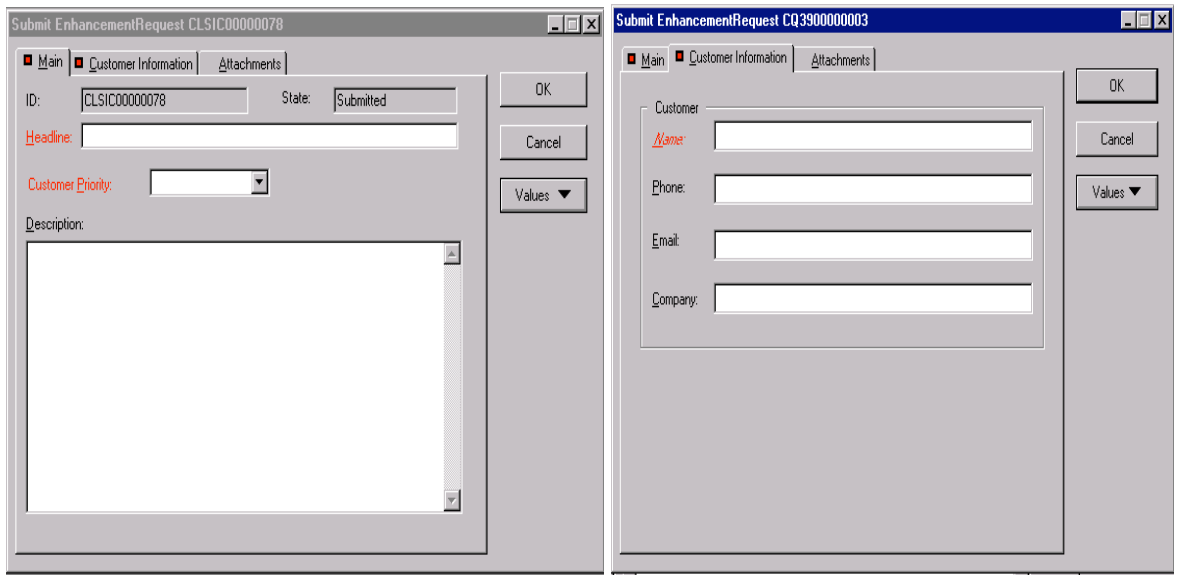 Submit EnhancementRequest CLSIC00000078
Main Customer Information Attachments
ID: CLSIC00000078 State: Submitted
Headline:
Customer Priority:
Description:
OK
Cancel
Values
Submit EnhancementRequest CQ3900000003
Main Customer Information Attachments
Customer
Name:
Phone:
Email:
Company:
OK
Cancel
Values